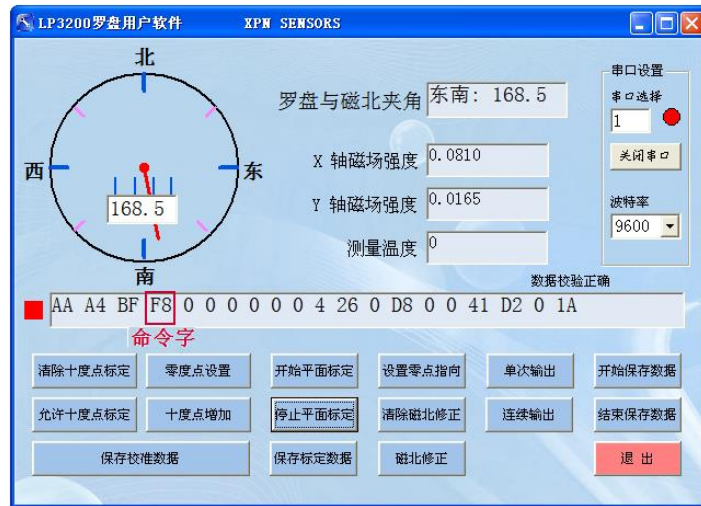 LP3200罗盘用户软件 XPN SENSORS
北
西
东
南
168.5
罗盘与磁北夹角 东南: 168.5
X 轴磁场强度 0.0810
Y 轴磁场强度 0.0165
测量温度 0
串口设置
串口选择
1
关闭串口
波特率
9600
数据校验正确
AA A4 BF F8 0 0 0 0 0 0 4 26 0 D8 0 0 41 D2 0 1A
命令字
清除十度点标定 零度点设置 开始平面标定 设置零点指向 单次输出 开始保存数据
允许十度点标定 十度点增加 停止平面标定 清除磁北修正 连续输出 结束保存数据
保存校准数据 保存标定数据 磁北修正 退 出